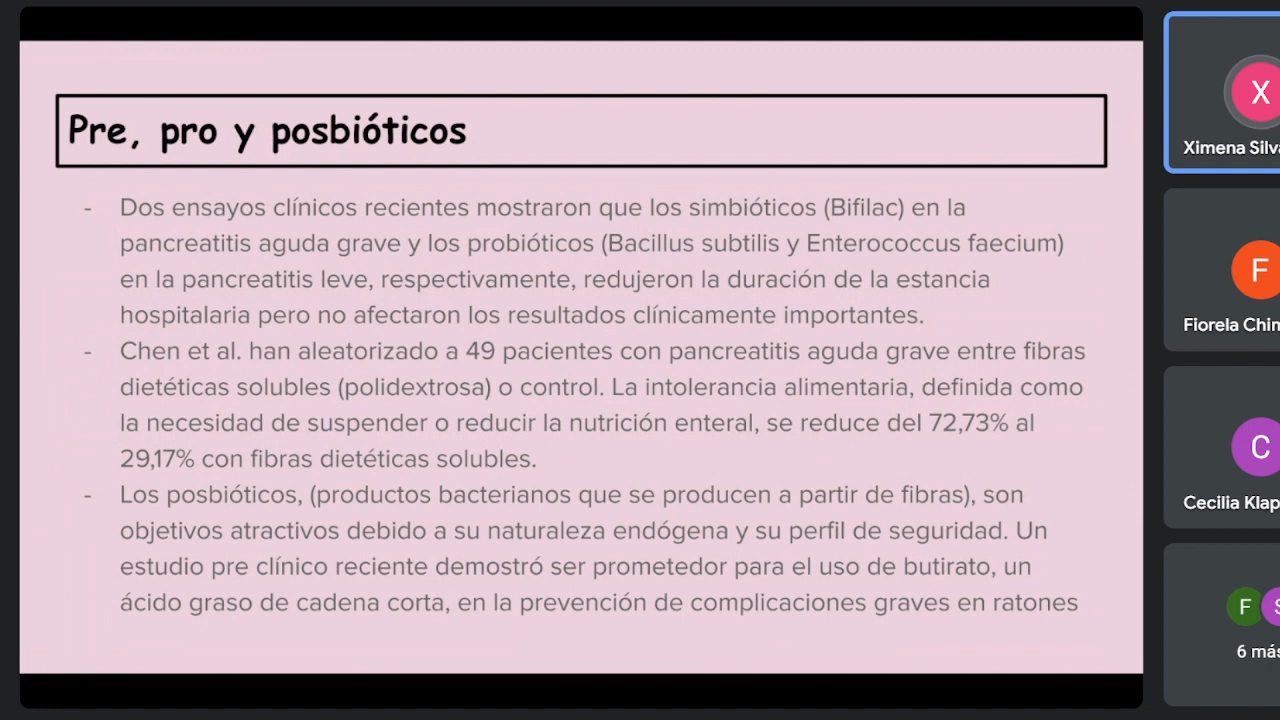 Pre, pro y posbióticos
- Dos ensayos clínicos recientes mostraron que los simbióticos (Bifilac) en la
pancreatitis aguda grave y los probióticos (Bacillus subtilis y Enterococcus faecium)
en la pancreatitis leve, respectivamente, redujeron la duración de la estancia
hospitalaria pero no afectaron los resultados clínicamente importantes.
- Chen et al. han aleatorizado a 49 pacientes con pancreatitis aguda grave entre fibras
dietéticas solubles (polidextrosa) o control. La intolerancia alimentaria, definida como
la necesidad de suspender o reducir la nutrición enteral, se reduce del 72,73% al
29,17% con fibras dietéticas solubles.
- Los posbióticos, (productos bacterianos que se producen a partir de fibras), son
objetivos atractivos debido a su naturaleza endógena y su perfil de seguridad. Un
estudio pre clínico reciente demostró ser prometedor para el uso de butirato, un
ácido graso de cadena corta, en la prevención de complicaciones graves en ratones
X
Ximena Silva
F
Fiorela Chin
C
Cecilia Klap
F S
6 más